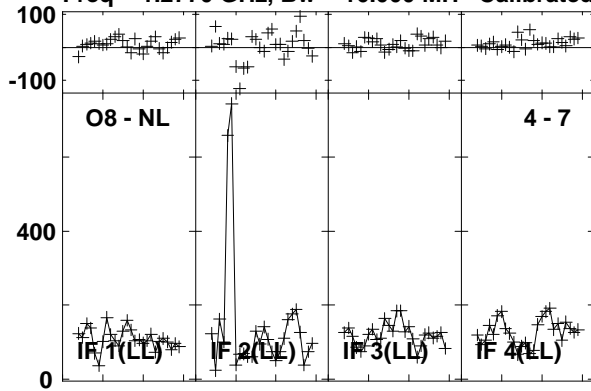 100
-100
O8 - NL
4 - 7
400
0
IF 1(LL)
IF 2(LL)
IF 3(LL)
IF 4(LL)